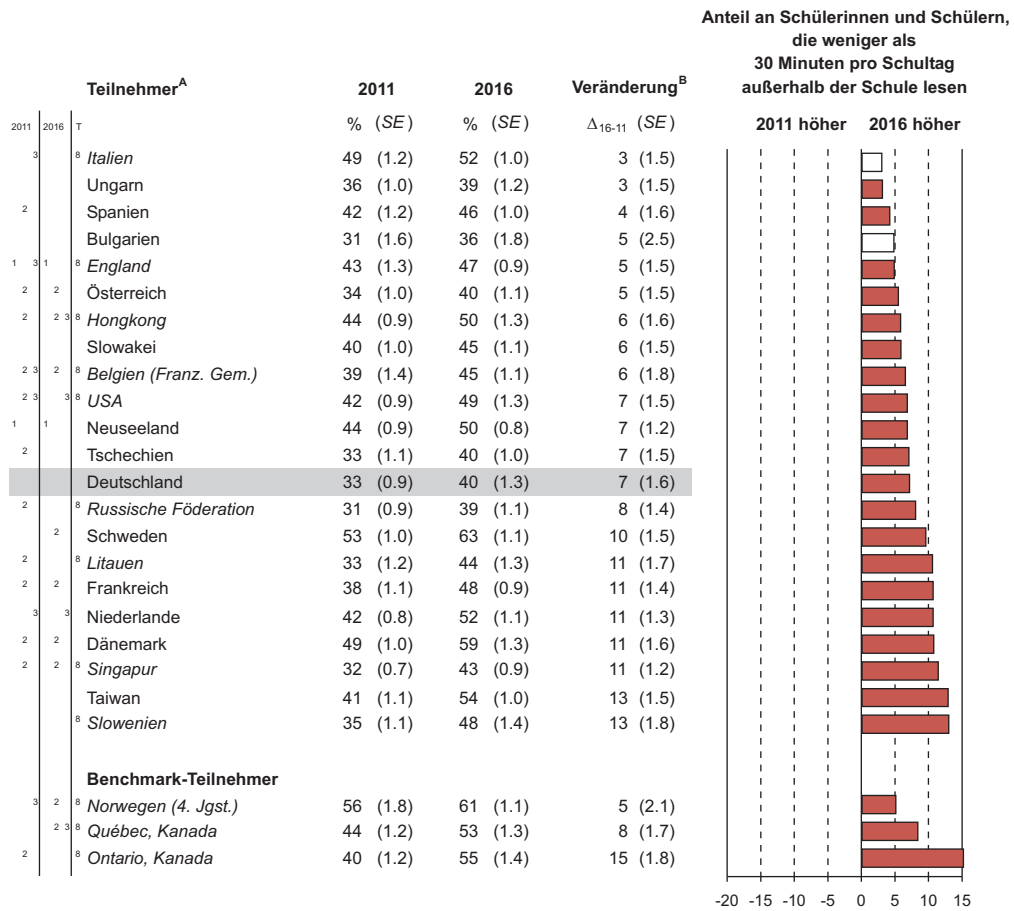 Anteil an Schülerinnen und Schülern,
die weniger als
30 Minuten pro Schultag
außerhalb der Schule lesen
Teilnehmer^A 2011 2016 Veränderung^B
2011 2016 T % (SE) % (SE) Δ16-11 (SE) 2011 höher 2016 höher
3 8 Italien 49 (1.2) 52 (1.0) 3 (1.5)
Ungarn 36 (1.0) 39 (1.2) 3 (1.5)
2 Spanien 42 (1.2) 46 (1.0) 4 (1.6)
Bulgarien 31 (1.6) 36 (1.8) 5 (2.5)
1 3 1 8 England 43 (1.3) 47 (0.9) 5 (1.5)
2 2 Österreich 34 (1.0) 40 (1.1) 5 (1.5)
2 2 3 8 Hongkong 44 (0.9) 50 (1.3) 6 (1.6)
Slowakei 40 (1.0) 45 (1.1) 6 (1.5)
2 3 2 8 Belgien (Franz. Gem.) 39 (1.4) 45 (1.1) 6 (1.8)
2 3 3 8 USA 42 (0.9) 49 (1.3) 7 (1.5)
1 1 Neuseeland 44 (0.9) 50 (0.8) 7 (1.2)
2 Tschechien 33 (1.1) 40 (1.0) 7 (1.5)
Deutschland 33 (0.9) 40 (1.3) 7 (1.6)
2 8 Russische Föderation 31 (0.9) 39 (1.1) 8 (1.4)
2 Schweden 53 (1.0) 63 (1.1) 10 (1.5)
2 8 Litauen 33 (1.2) 44 (1.3) 11 (1.7)
2 2 Frankreich 38 (1.1) 48 (0.9) 11 (1.4)
3 3 Niederlande 42 (0.8) 52 (1.1) 11 (1.3)
2 2 Dänemark 49 (1.0) 59 (1.3) 11 (1.6)
2 2 8 Singapur 32 (0.7) 43 (0.9) 11 (1.2)
Taiwan 41 (1.1) 54 (1.0) 13 (1.5)
8 Slowenien 35 (1.1) 48 (1.4) 13 (1.8)
Benchmark-Teilnehmer
3 2 8 Norwegen (4. Jgst.) 56 (1.8) 61 (1.1) 5 (2.1)
2 3 8 Québec, Kanada 44 (1.2) 53 (1.3) 8 (1.7)
2 8 Ontario, Kanada 40 (1.2) 55 (1.4) 15 (1.8)
-20 -15 -10 -5 0 5 10 15